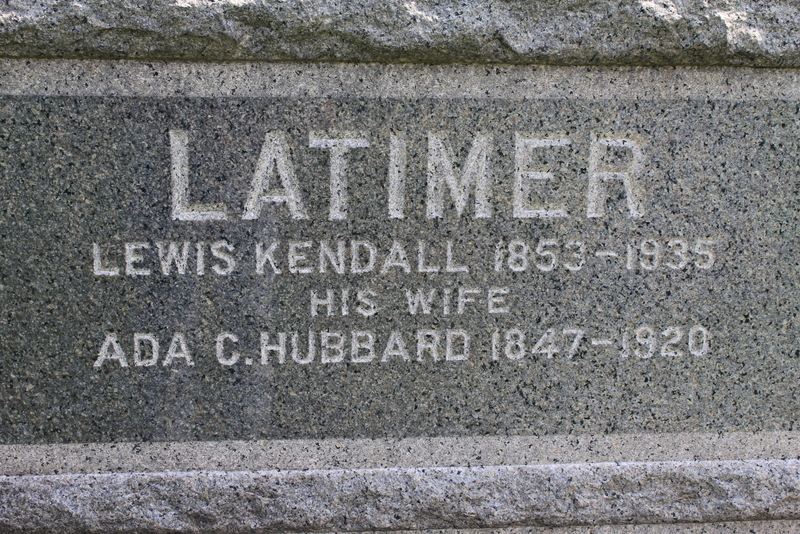 LATIMER
LEWIS KENDALL 1853-1935
HIS WIFE
ADA C. HUBBARD 1847-1920